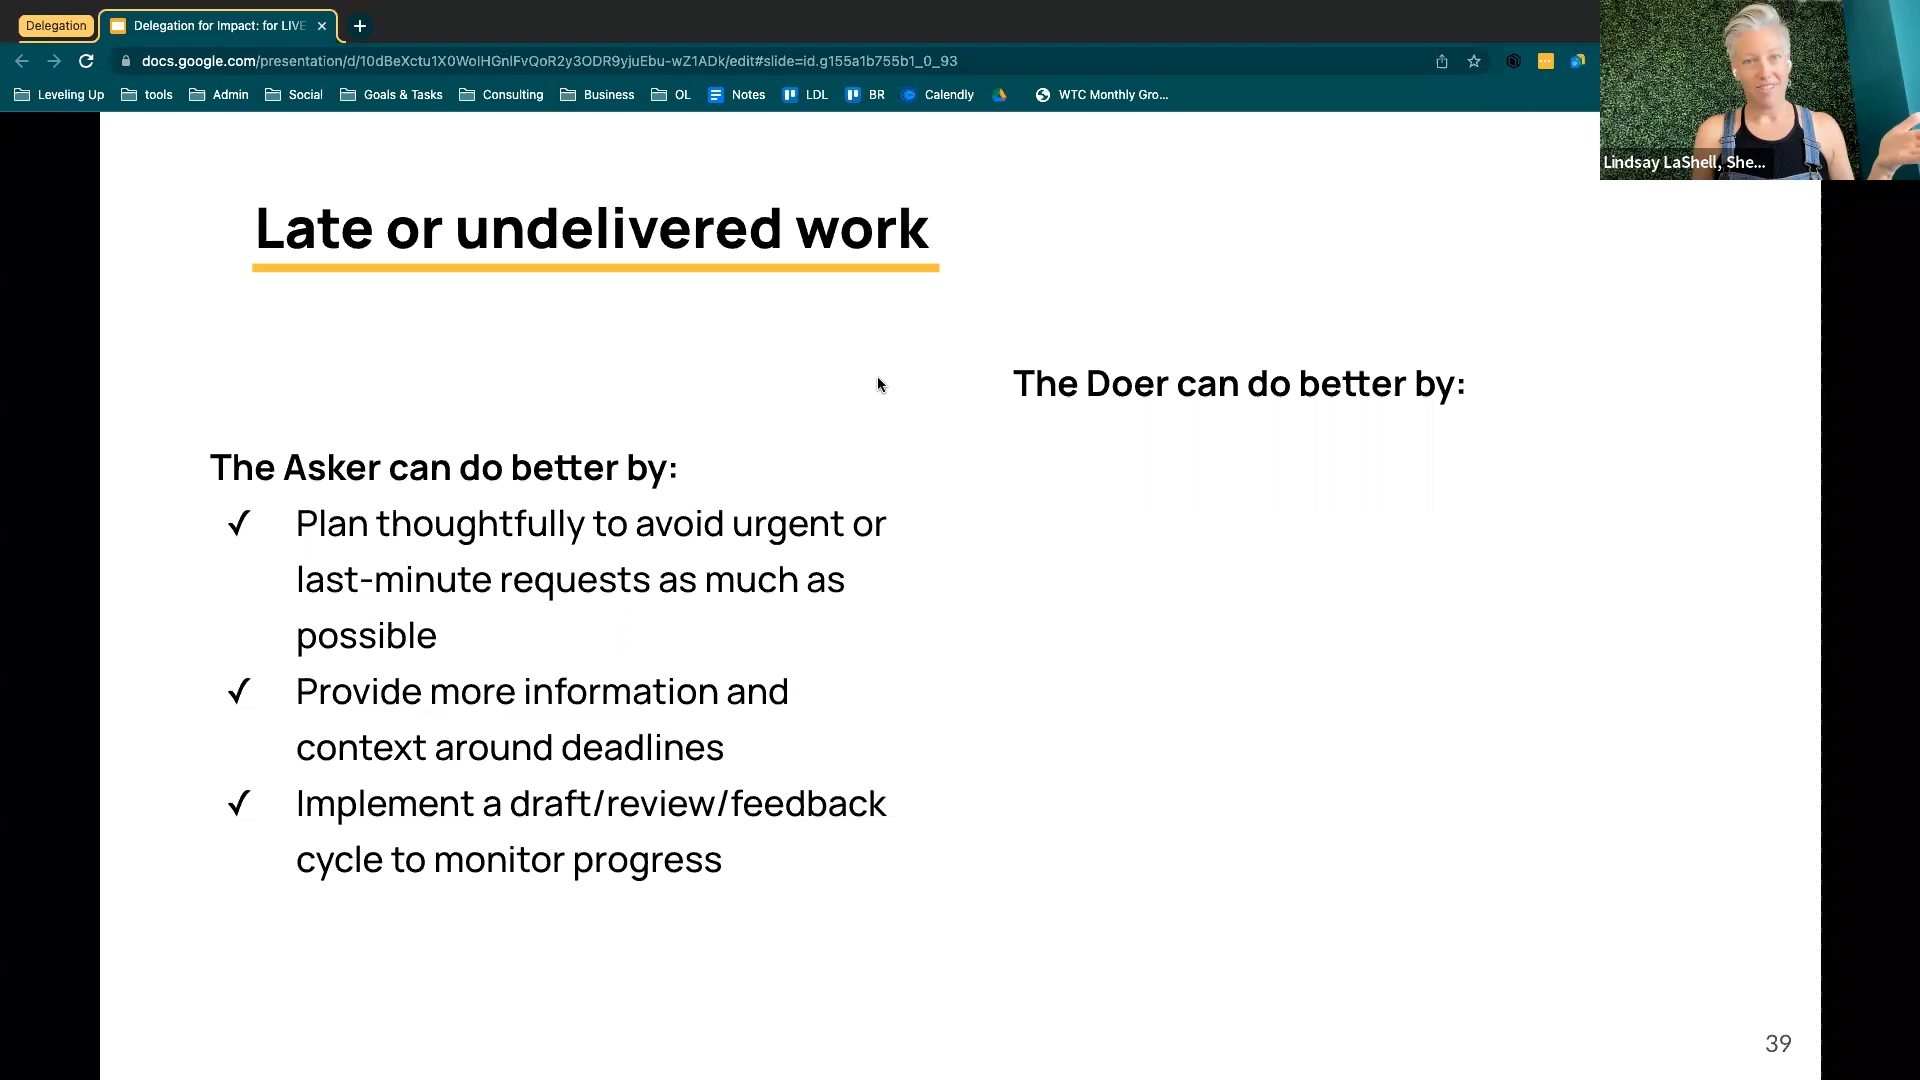 Delegation
Delegation for Impact: for LIVE
docs.google.com/presentation/d/10dBeXctu1X0WolHGnlFvQoR2y3ODR9yjuEbu-wZ1ADk/edit#slide=id.g155a1b755b1_0_93
Leveling Up tools Admin Social Goals & Tasks Consulting Business OL Notes LDL BR Calendly WTC Monthly Gro...
Lindsay LaShell, She...
Late or undelivered work
The Asker can do better by:
✓ Plan thoughtfully to avoid urgent or
last-minute requests as much as
possible
✓ Provide more information and
context around deadlines
✓ Implement a draft/review/feedback
cycle to monitor progress
The Doer can do better by:
39